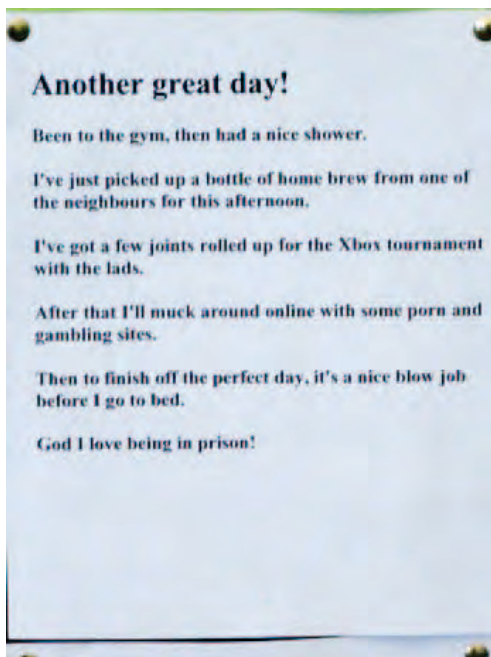 Another great day!
Been to the gym, then had a nice shower.
I've just picked up a bottle of home brew from one of
the neighbours for this afternoon.
I've got a few joints rolled up for the Xbox tournament
with the lads.
After that I'll muck around online with some porn and
gambling sites.
Then to finish off the perfect day, it's a nice blow job
before I go to bed.
God I love being in prison!